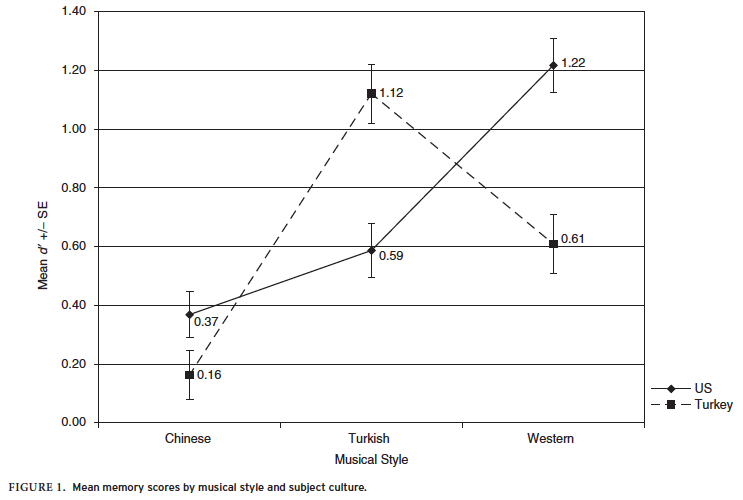 1.40
1.20
1.00
0.80
0.60
0.40
0.20
0.00
Mean d′ +/– SE
1.22
1.12
0.61
0.59
0.37
0.16
US
Turkey
Chinese Turkish Western
Musical Style
FIGURE 1. Mean memory scores by musical style and subject culture.